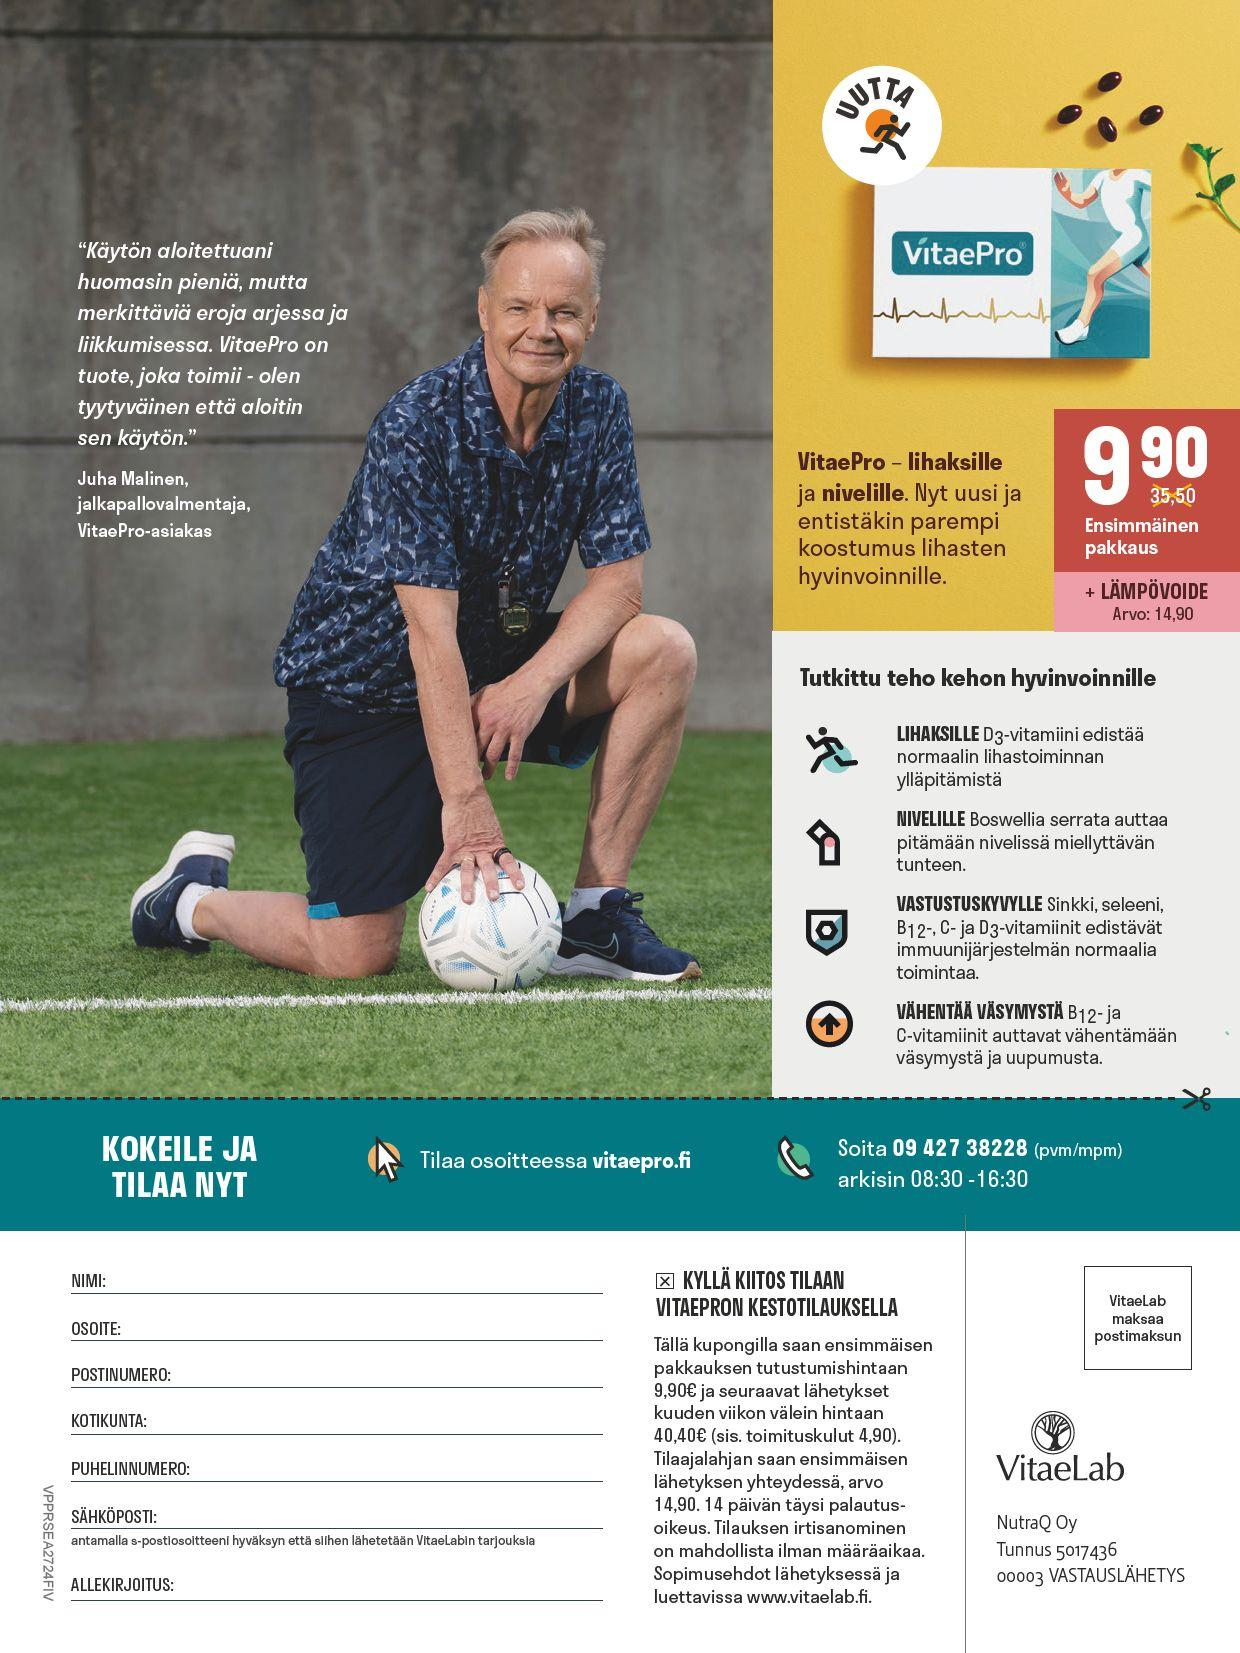 “Käytön aloitettuani
huomasin pieniä, mutta
merkittäviä eroja arjessa ja
liikkumisessa. VitaePro on
tuote, joka toimii - olen
tyytyväinen että aloitin
sen käytön.”
Juha Malinen,
jalkapallovalmentaja,
VitaePro-asiakas
UUTTA
VitaePro®
VitaePro – lihaksille
ja nivelille. Nyt uusi ja
entistäkin parempi
koostumus lihasten
hyvinvoinnille.
9 90
35,50
Ensimmäinen
pakkaus
+ LÄMPÖVOIDE
Arvo: 14,90
Tutkittu teho kehon hyvinvoinnille
LIHAKSILLE D3-vitamiini edistää
normaalin lihastoiminnan
ylläpitämistä
NIVELILLE Boswellia serrata auttaa
pitämään nivelissä miellyttävän
tunteen.
VASTUSTUSKYVYLLE Sinkki, seleeni,
B12-, C- ja D3-vitamiinit edistävät
immuunijärjestelmän normaalia
toimintaa.
VÄHENTÄÄ VÄSYMYSTÄ B12- ja
C-vitamiinit auttavat vähentämään
väsymystä ja uupumusta.
KOKEILE JA
TILAA NYT
Tilaa osoitteessa vitaepro.fi
Soita 09 427 38228 (pvm/mpm)
arkisin 08:30 -16:30
NIMI:
OSOITE:
POSTINUMERO:
KOTIKUNTA:
PUHELINNUMERO:
SÄHKÖPOSTI:
antamalla s-postiosoitteeni hyväksyn että siihen lähetetään VitaeLabin tarjouksia
ALLEKIRJOITUS:
VPPRSEA2724FIV
KYLLÄ KIITOS TILAAN
VITAEPRON KESTOTILAUKSELLA
Tällä kupongilla saan ensimmäisen
pakkauksen tutustumishintaan
9,90€ ja seuraavat lähetykset
kuuden viikon välein hintaan
40,40€ (sis. toimituskulut 4,90).
Tilaajalahjan saan ensimmäisen
lähetyksen yhteydessä, arvo
14,90. 14 päivän täysi palautus-
oikeus. Tilauksen irtisanominen
on mahdollista ilman määräaikaa.
Sopimusehdot lähetyksessä ja
luettavissa www.vitaelab.fi.
VitaeLab
maksaa
postimaksun
VitaeLab
NutraQ Oy
Tunnus 5017436
00003 VASTAUSLÄHETYS